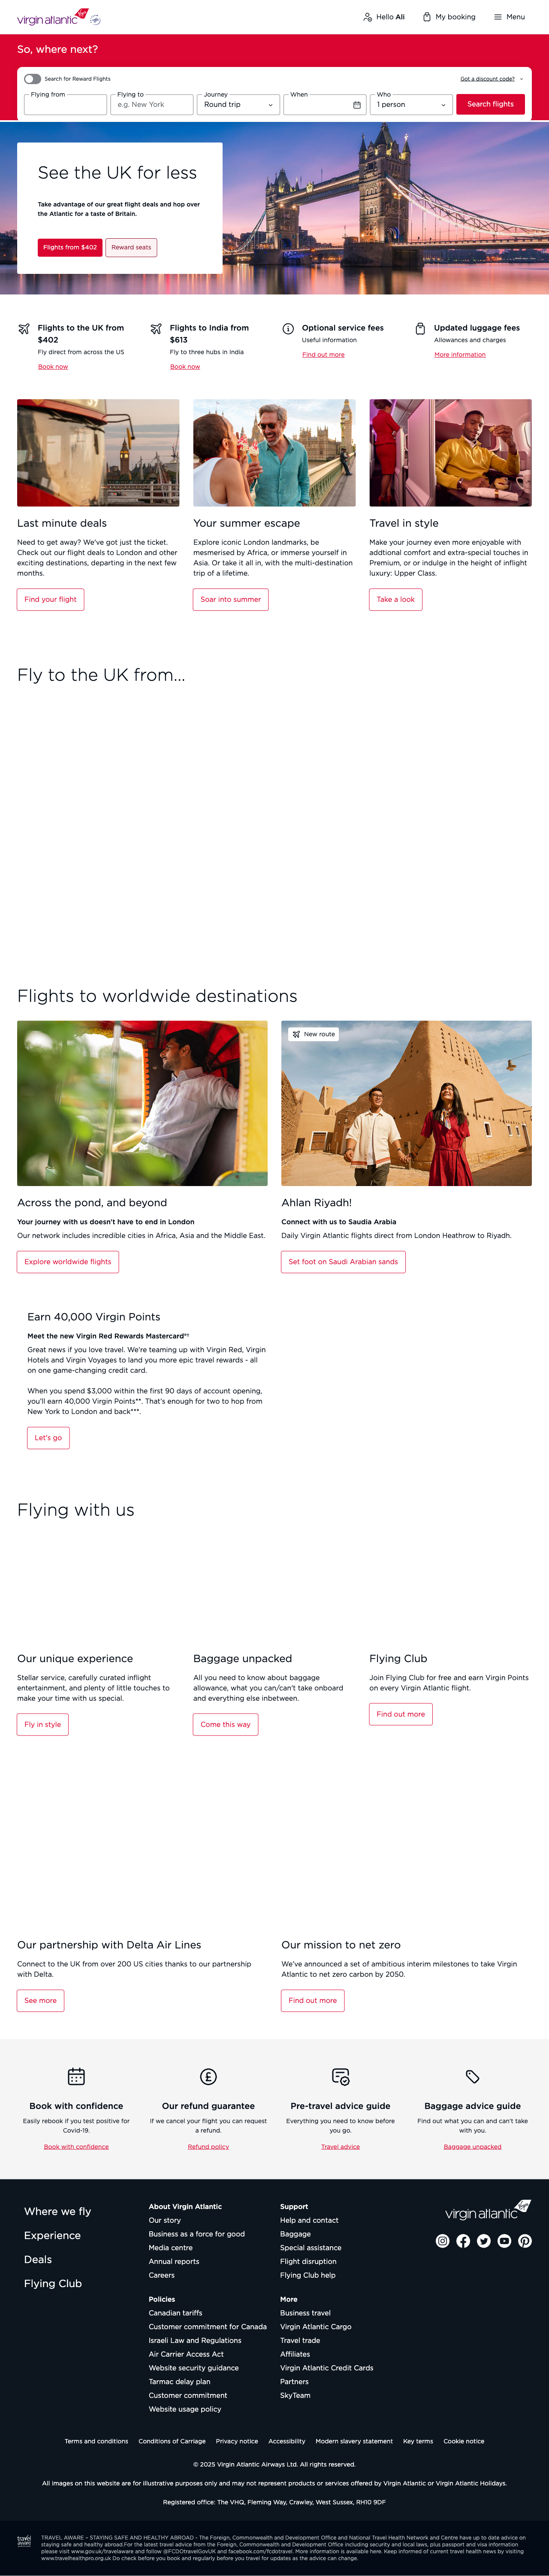 virgin atlantic
Hello Ali
My booking
Menu
So, where next?
Search for Reward Flights
Got a discount code?
Flying from
Flying to
e.g. New York
Journey
Round trip
When
Who
1 person
Search flights
See the UK for less
Take advantage of our great flight deals and hop over
the Atlantic for a taste of Britain.
Flights from $402
Reward seats
Flights to the UK from
$402
Fly direct from across the US
Book now
Flights to India from
$613
Fly to three hubs in India
Book now
Optional service fees
Useful information
Find out more
Updated luggage fees
Allowances and charges
More information
Last minute deals
Need to get away? We've got just the ticket.
Check out our flight deals to London and other
exciting destinations, departing in the next few
months.
Find your flight
Your summer escape
Explore iconic London landmarks, be
mesmerised by Africa, or immerse yourself in
Asia. Or take it all in, with our multi-destination
trip of a lifetime.
Soar into summer
Travel in style
Make your journey even more enjoyable with
addtional comfort and extra-special touches in
Premium, or or indulge in the height of inflight
luxury: Upper Class.
Take a look
Fly to the UK from...
Flights to worldwide destinations
Across the pond, and beyond
Your journey with us doesn't have to end in London
Our network includes incredible cities in Africa, Asia and the Middle East.
Explore worldwide flights
New route
Ahlan Riyadh!
Connect with us to Saudia Arabia
Daily Virgin Atlantic flights direct from London Heathrow to Riyadh.
Set foot on Saudi Arabian sands
Earn 40,000 Virgin Points
Meet the new Virgin Red Rewards Mastercard®†
Great news if you love travel. We're teaming up with Virgin Red, Virgin
Hotels and Virgin Voyages to land you more epic travel rewards - all
on one game-changing credit card.
When you spend $3,000 within the first 90 days of account opening,
you'll earn 40,000 Virgin Points**. That's enough for two to hop from
New York to London and back***.
Let's go
Flying with us
Our unique experience
Stellar service, carefully curated inflight
entertainment, and plenty of little touches to
make your time with us special.
Fly in style
Baggage unpacked
All you need to know about baggage
allowance, what you can/can't take onboard
and everything else inbetween.
Come this way
Flying Club
Join Flying Club for free and earn Virgin Points
on every Virgin Atlantic flight.
Find out more
Our partnership with Delta Air Lines
Connect to the UK from over 200 US cities thanks to our partnership
with Delta.
See more
Our mission to net zero
We've announced a set of ambitious interim milestones to take Virgin
Atlantic to net zero carbon by 2050.
Find out more
Book with confidence
Easily rebook if you test positive for
Covid-19.
Book with confidence
Our refund guarantee
If we cancel your flight you can request
a refund.
Refund policy
Pre-travel advice guide
Everything you need to know before
you go.
Travel advice
Baggage advice guide
Find out what you can and can't take
with you.
Baggage unpacked
Where we fly
Experience
Deals
Flying Club
About Virgin Atlantic
Our story
Business as a force for good
Media centre
Annual reports
Careers
Support
Help and contact
Baggage
Special assistance
Flight disruption
Flying Club help
virgin atlantic
Policies
Canadian tariffs
Customer commitment for Canada
Israeli Law and Regulations
Air Carrier Access Act
Website security guidance
Tarmac delay plan
Customer commitment
Website usage policy
More
Business travel
Virgin Atlantic Cargo
Travel trade
Affiliates
Virgin Atlantic Credit Cards
Partners
SkyTeam
Terms and conditions
Conditions of Carriage
Privacy notice
Accessibility
Modern slavery statement
Key terms
Cookie notice
© 2025 Virgin Atlantic Airways Ltd. All rights reserved.
All images on this website are for illustrative purposes only and may not represent products or services offered by Virgin Atlantic or Virgin Atlantic Holidays.
Registered office: The VHQ, Fleming Way, Crawley, West Sussex, RH10 9DF
travel aware
TRAVEL AWARE – STAYING SAFE AND HEALTHY ABROAD - The Foreign, Commonwealth and Development Office and National Travel Health Network and Centre have up to date advice on
staying safe and healthy abroad.For the latest travel advice from the Foreign, Commonwealth and Development Office including security and local laws, plus passport and visa information
please visit www.gov.uk/travelaware and follow @FCDOtravelGovUK and facebook.com/fcdotravel. More information is available here. Keep informed of current travel health news by visiting
www.travelhealthpro.org.uk Do check before you book and regularly before you travel for updates as the advice can change.